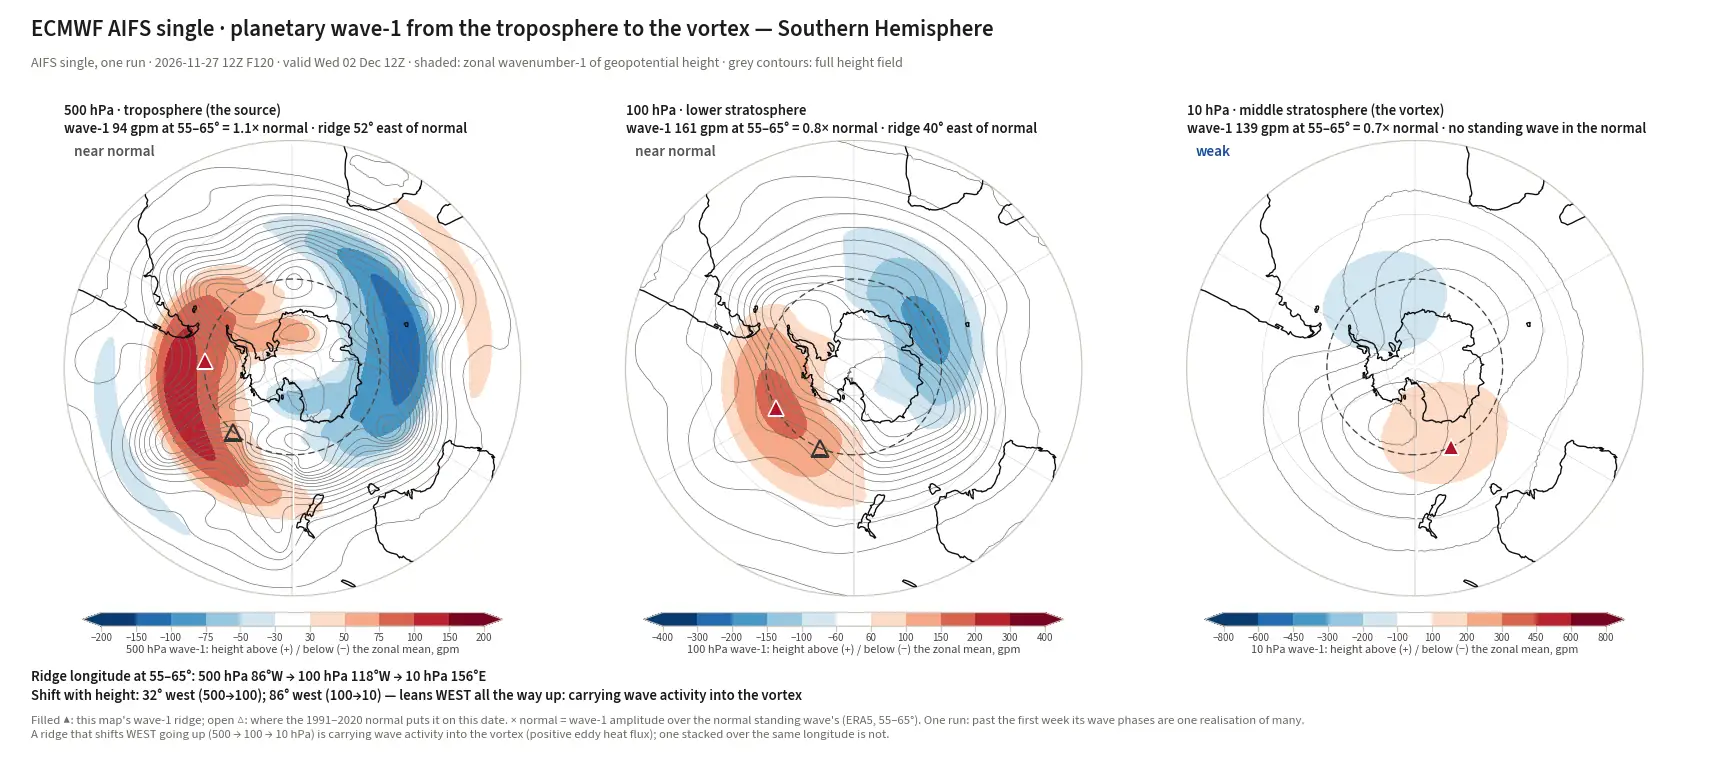 ECMWF AIFS single · planetary wave-1 from the troposphere to the vortex — Southern Hemisphere
AIFS single, one run · 2026-11-27 12Z F120 · valid Wed 02 Dec 12Z · shaded: zonal wavenumber-1 of geopotential height · grey contours: full height field
500 hPa · troposphere (the source)
wave-1 94 gpm at 55–65° = 1.1× normal · ridge 52° east of normal
near normal
100 hPa · lower stratosphere
wave-1 161 gpm at 55–65° = 0.8× normal · ridge 40° east of normal
near normal
10 hPa · middle stratosphere (the vortex)
wave-1 139 gpm at 55–65° = 0.7× normal · no standing wave in the normal
weak
−200 −150 −100 −75 −50 −30 30 50 75 100 150 200
500 hPa wave-1: height above (+) / below (−) the zonal mean, gpm
−400 −300 −200 −150 −100 −60 60 100 150 200 300 400
100 hPa wave-1: height above (+) / below (−) the zonal mean, gpm
−800 −600 −450 −300 −200 −100 100 200 300 450 600 800
10 hPa wave-1: height above (+) / below (−) the zonal mean, gpm
Ridge longitude at 55–65°: 500 hPa 86°W → 100 hPa 118°W → 10 hPa 156°E
Shift with height: 32° west (500→100); 86° west (100→10) — leans WEST all the way up: carrying wave activity into the vortex
Filled ▲: this map's wave-1 ridge; open △: where the 1991–2020 normal puts it on this date. × normal = wave-1 amplitude over the normal standing wave's (ERA5, 55–65°). One run: past the first week its wave phases are one realisation of many.
A ridge that shifts WEST going up (500 → 100 → 10 hPa) is carrying wave activity into the vortex (positive eddy heat flux); one stacked over the same longitude is not.